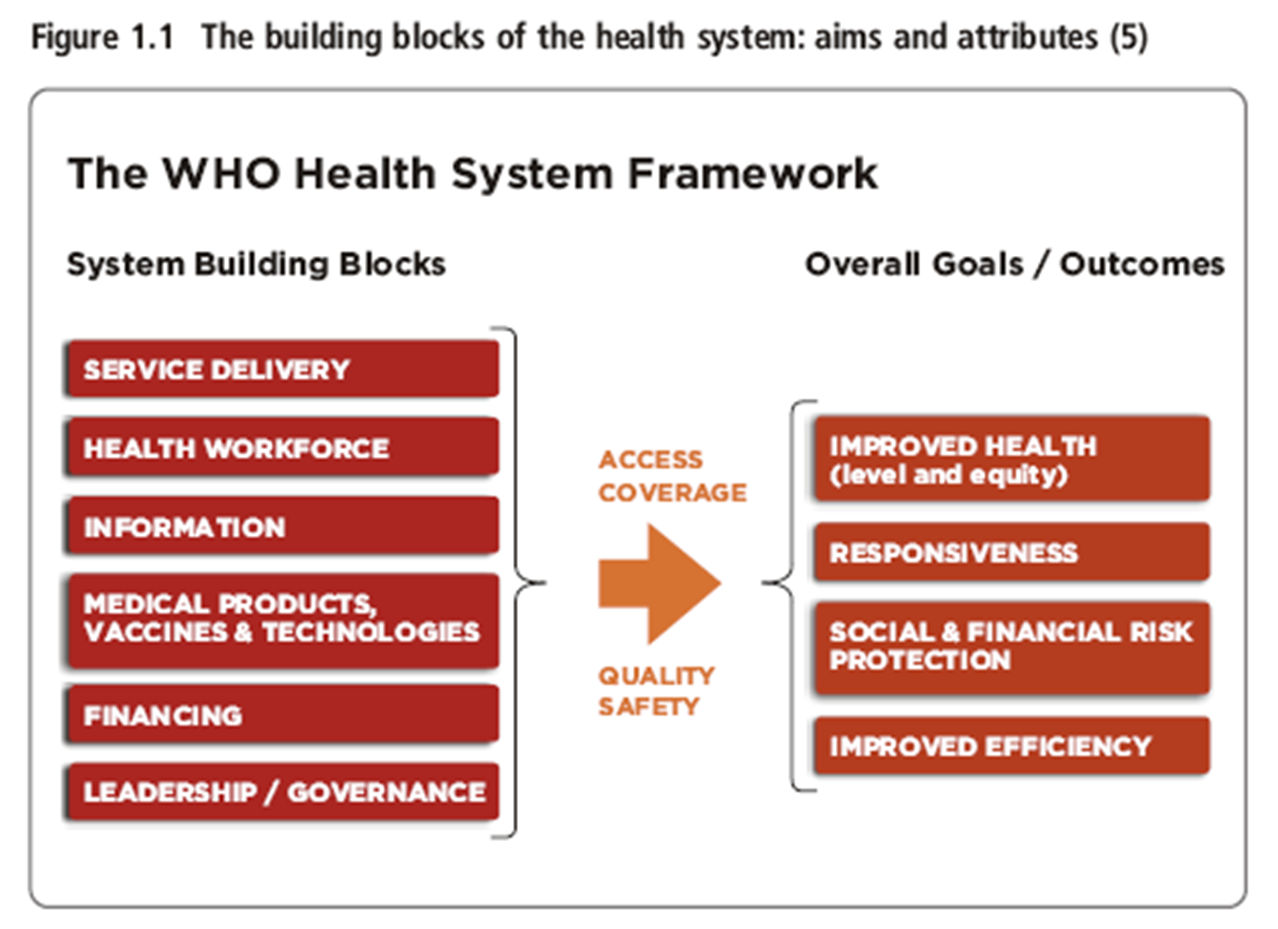 Figure 1.1 The building blocks of the health system: aims and attributes (5)
The WHO Health System Framework
System Building Blocks
Overall Goals / Outcomes
SERVICE DELIVERY
HEALTH WORKFORCE
INFORMATION
MEDICAL PRODUCTS,
VACCINES & TECHNOLOGIES
FINANCING
LEADERSHIP / GOVERNANCE
ACCESS
COVERAGE
QUALITY
SAFETY
IMPROVED HEALTH
(level and equity)
RESPONSIVENESS
SOCIAL & FINANCIAL RISK
PROTECTION
IMPROVED EFFICIENCY